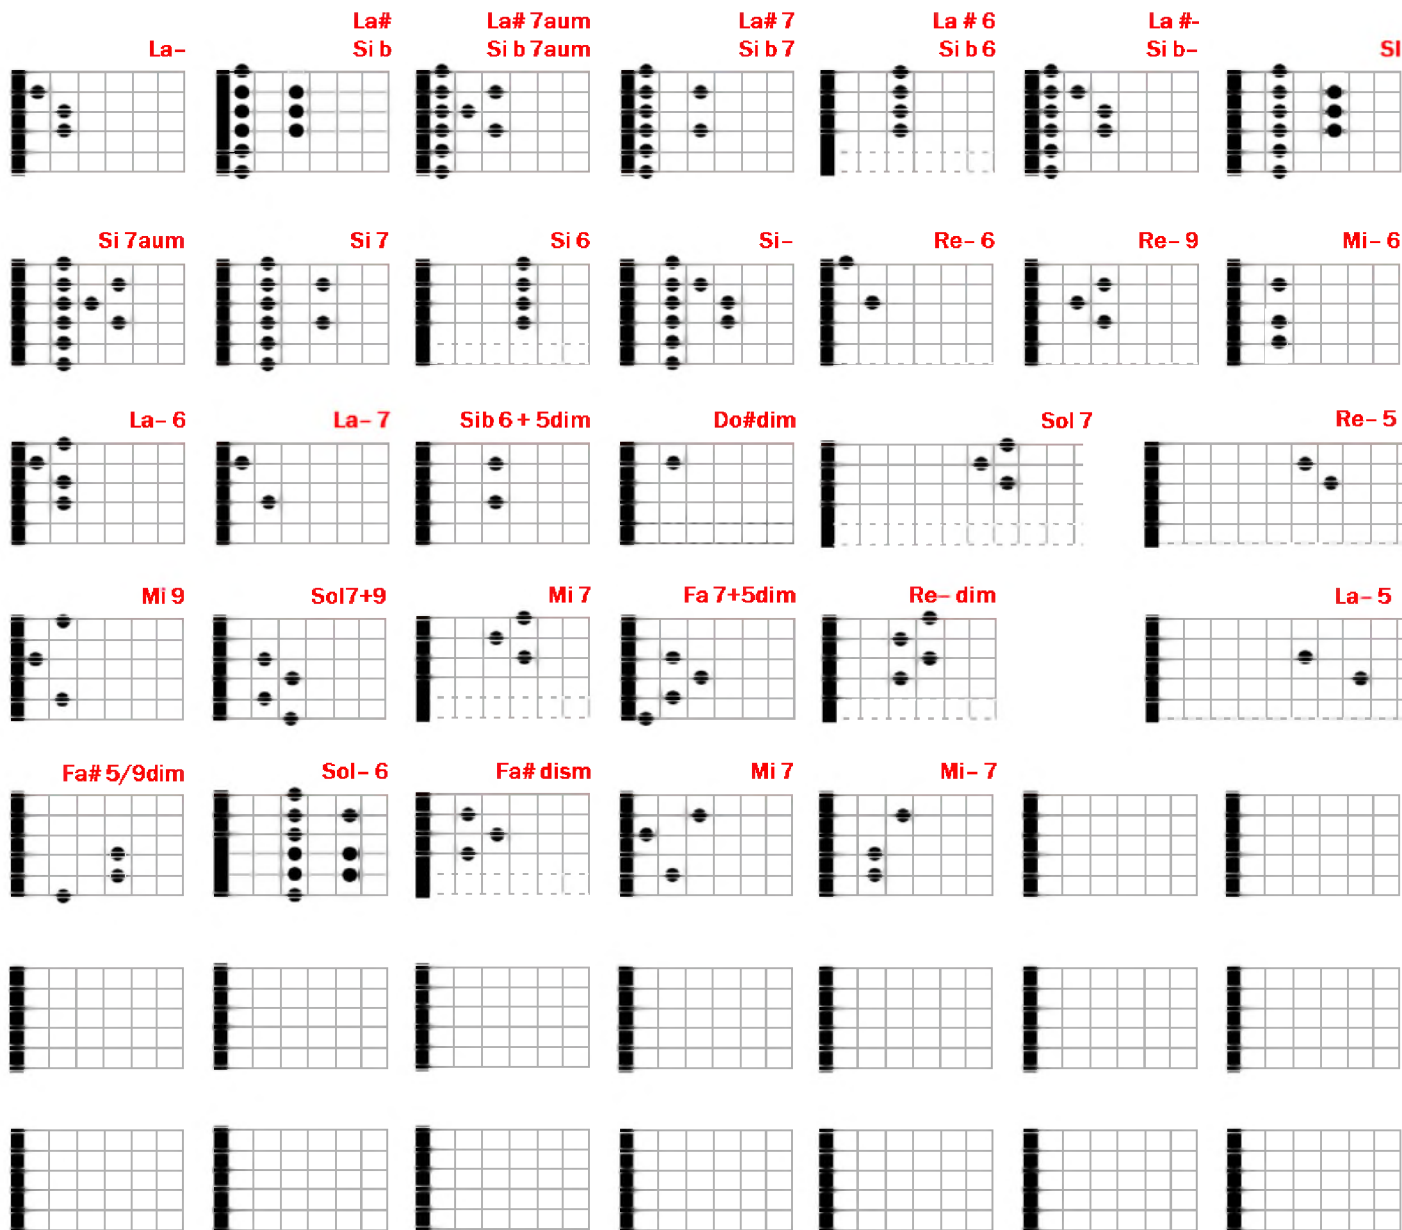 La# La# 7aum La# 7 La # 6 La #-
La- Si b Si b 7aum Si b 7 Si b 6 Si b- SI
Si 7aum Si 7 Si 6 Si- Re- 6 Re- 9 Mi- 6
La- 6 La- 7 Sib 6 + 5dim Do#dim Sol 7 Re- 5
Mi 9 Sol7+9 Mi 7 Fa 7+5dim Re- dim La- 5
Fa# 5/9dim Sol- 6 Fa# dism Mi 7 Mi- 7